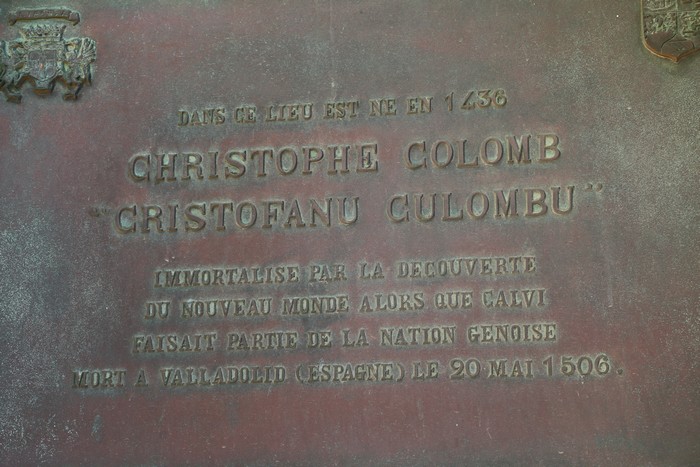 DANS CE LIEU EST NE EN 1436
CHRISTOPHE COLOMB
"CRISTOFANU CULOMBU"
IMMORTALISE PAR LA DECOUVERTE
DU NOUVEAU MONDE ALORS QUE CALVI
FAISAIT PARTIE DE LA NATION GENOISE
MORT A VALLADOLID (ESPAGNE) LE 20 MAI 1506.